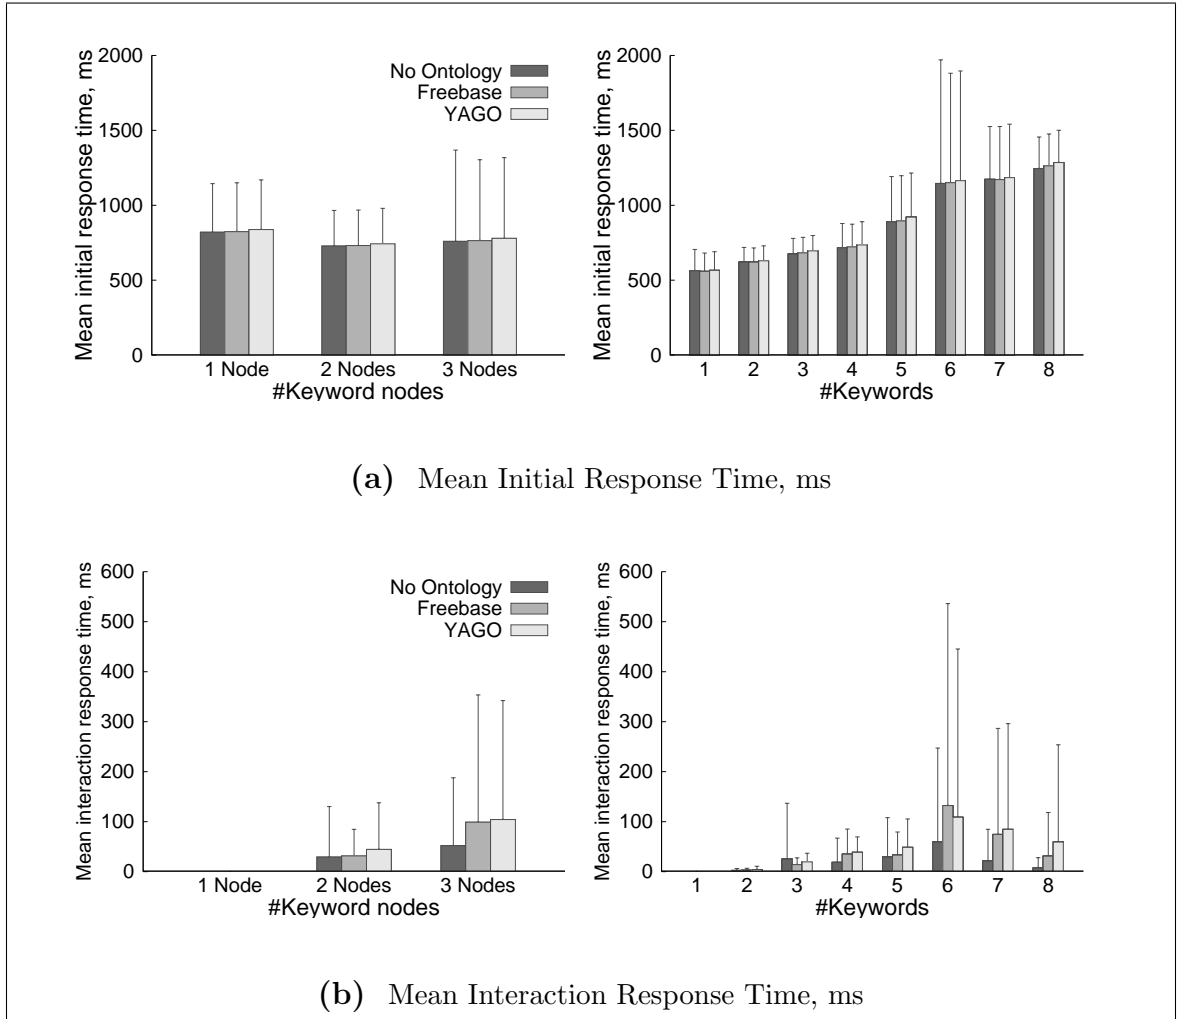 Mean initial response time, ms
2000
1500
1000
500
0
No Ontology
Freebase
YAGO
1 Node 2 Nodes 3 Nodes
#Keyword nodes
Mean initial response time, ms
2000
1500
1000
500
0
1 2 3 4 5 6 7 8
#Keywords
(a) Mean Initial Response Time, ms
Mean interaction response time, ms
600
500
400
300
200
100
0
No Ontology
Freebase
YAGO
1 Node 2 Nodes 3 Nodes
#Keyword nodes
Mean interaction response time, ms
600
500
400
300
200
100
0
1 2 3 4 5 6 7 8
#Keywords
(b) Mean Interaction Response Time, ms